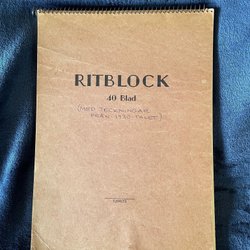 RITBLOCK
40 Blad
(MED TECKNINGAR
FRÅN 1930-TALET)